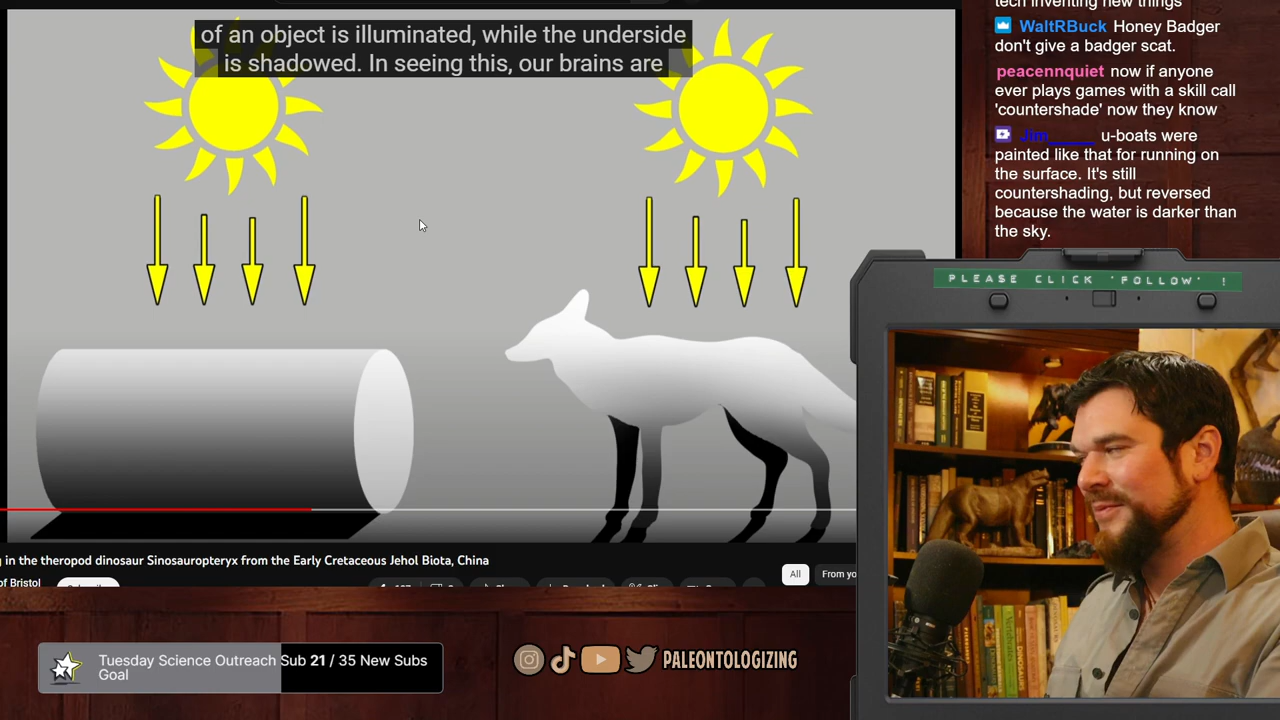 of an object is illuminated, while the underside
is shadowed. In seeing this, our brains are
in the theropod dinosaur Sinosauropteryx from the Early Cretaceous Jehol Biota, China
of Bristol
All
From yo
Tuesday Science Outreach Sub 21 / 35 New Subs
Goal
PALEONTOLOGIZING
tech inventing new things
WaltRBuck Honey Badger
don't give a badger scat.
peacennquiet now if anyone
ever plays games with a skill call
'countershade' now they know
Jim_____ u-boats were
painted like that for running on
the surface. It's still
countershading, but reversed
because the water is darker than
the sky.
PLEASE CLICK 'FOLLOW' !